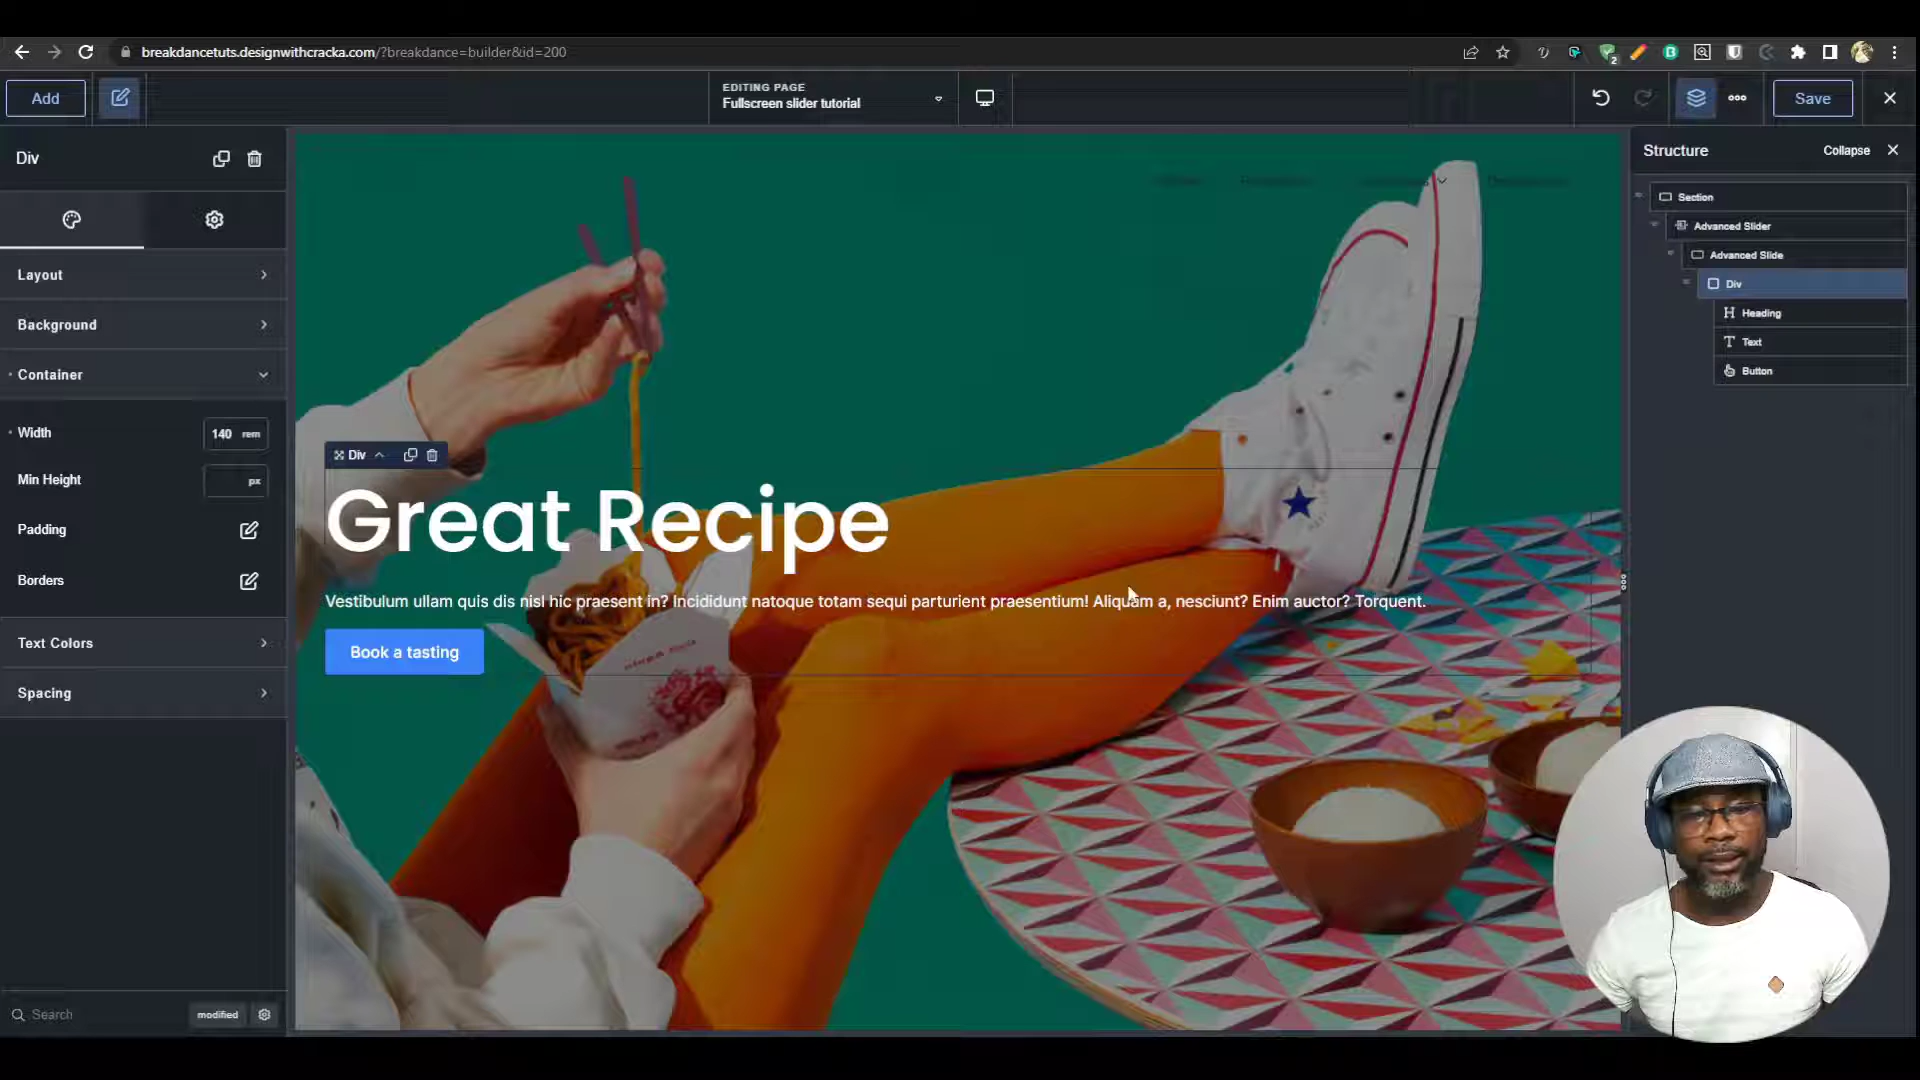 breakdancetuts.designwithcracka.com/?breakdance=builder&id=200
2
Add
EDITING PAGE
Fullscreen slider tutorial
Save
Div
Structure
Collapse
Section
Advanced Slider
Advanced Slide
Div
Heading
Text
Button
Layout
Background
Container
Width
140 rem
Min Height
px
Padding
Borders
Text Colors
Spacing
Search
modified
Div
Great Recipe
Vestibulum ullam quis dis nisl hic praesent in? Incididunt natoque totam sequi parturient praesentium! Aliquam a, nesciunt? Enim auctor? Torquent.
Book a tasting